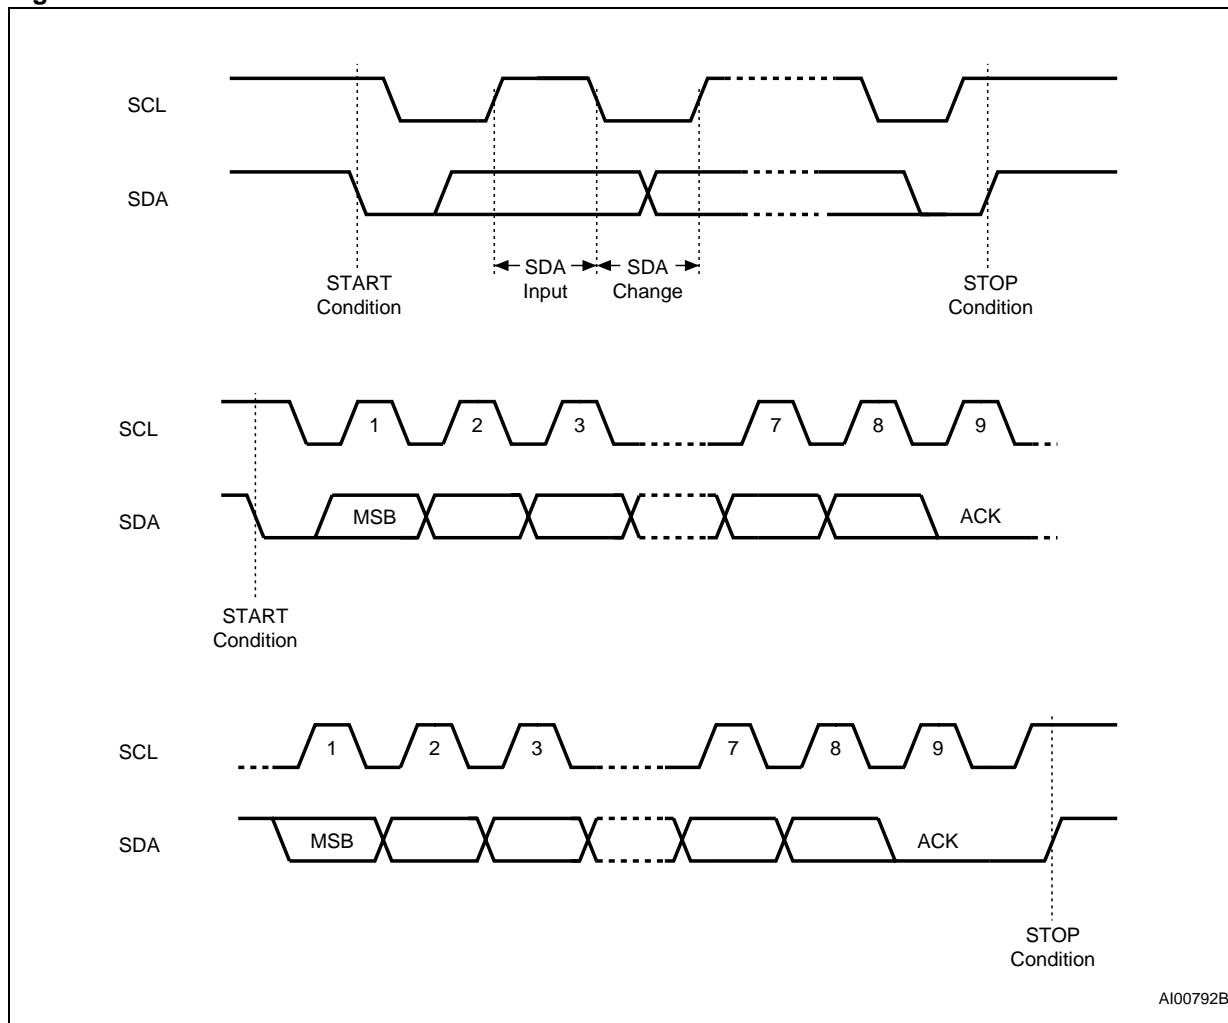 SCL
SDA
SDA
Input
SDA
Change
START
Condition
STOP
Condition
SCL
1 2 3 7 8 9
SDA
MSB ACK
START
Condition
SCL
1 2 3 7 8 9
SDA
MSB ACK
STOP
Condition
AI00792B